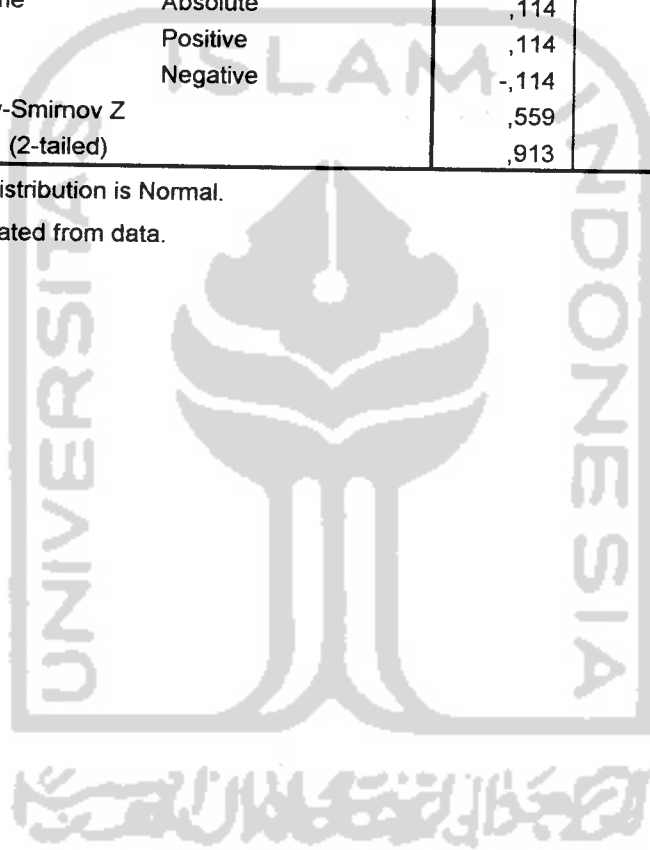 Absolute ,114
Positive ,114
Negative -,114
-Smirnov Z ,559
(2-tailed) ,913
istribution is Normal.
ated from data.
ISLAM
UNIVERSITAS
INDONESIA